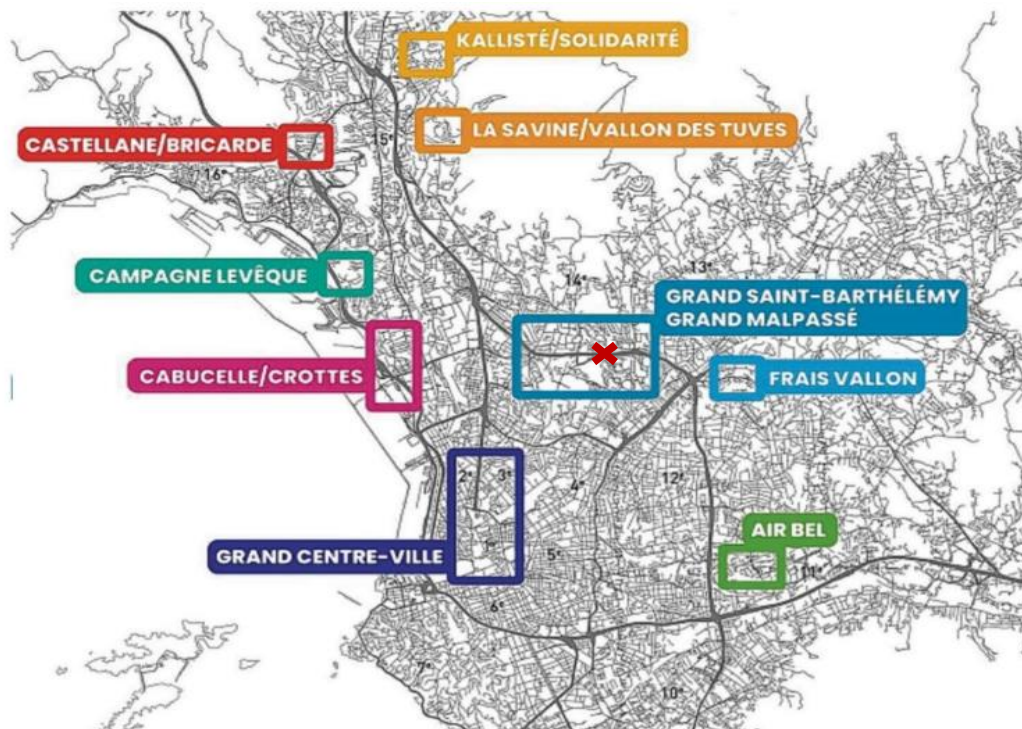 KALLISTÉ/SOLIDARITÉ
LA SAVINE/VALLON DES TUVES
15e
CASTELLANE/BRICARDE
16e
CAMPAGNE LEVÊQUE
14e
13e
GRAND SAINT-BARTHÉLÉMY
GRAND MALPASSÉ
CABUCELLE/CROTTES
FRAIS VALLON
2e
3e
4e
12e
AIR BEL
GRAND CENTRE-VILLE
5e
11e
6e
7e
10e